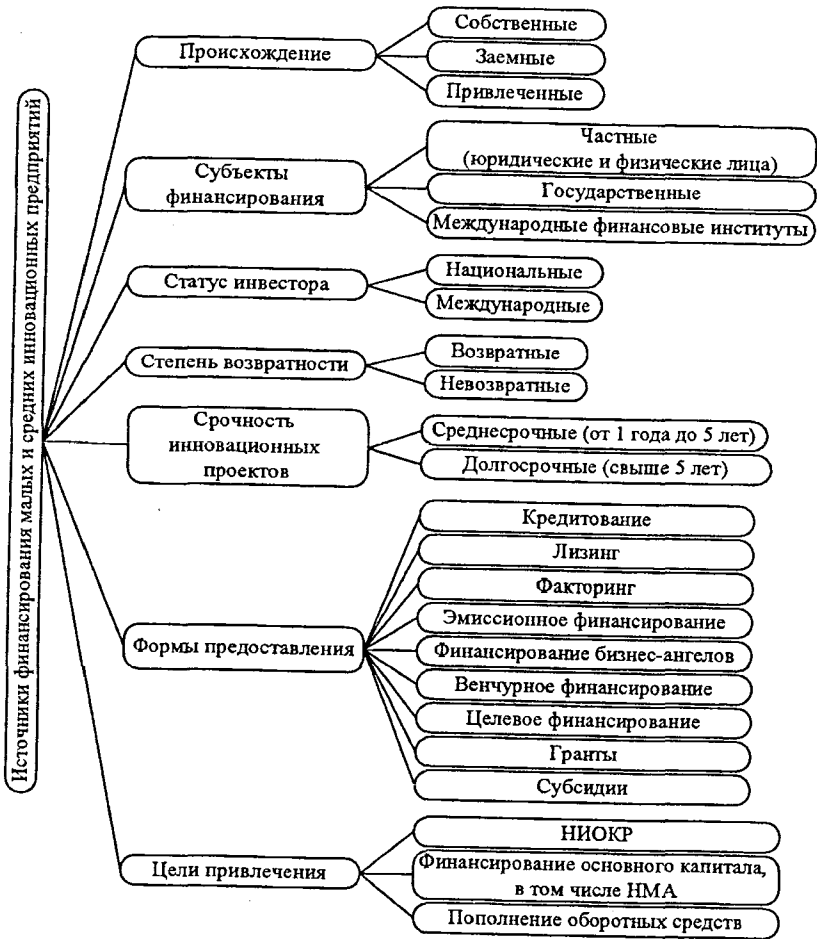 Источники финансирования малых и средних инновационных предприятий
Происхождение
Собственные
Заемные
Привлеченные
Субъекты
финансирования
Частные
(юридические и физические лица)
Государственные
Международные финансовые институты
Статус инвестора
Национальные
Международные
Степень возвратности
Возвратные
Невозвратные
Срочность
инновационных
проектов
Среднесрочные (от 1 года до 5 лет)
Долгосрочные (свыше 5 лет)
Формы предоставления
Кредитование
Лизинг
Факторинг
Эмиссионное финансирование
Финансирование бизнес-ангелов
Венчурное финансирование
Целевое финансирование
Гранты
Субсидии
Цели привлечения
НИОКР
Финансирование основного капитала,
в том числе НМА
Пополнение оборотных средств